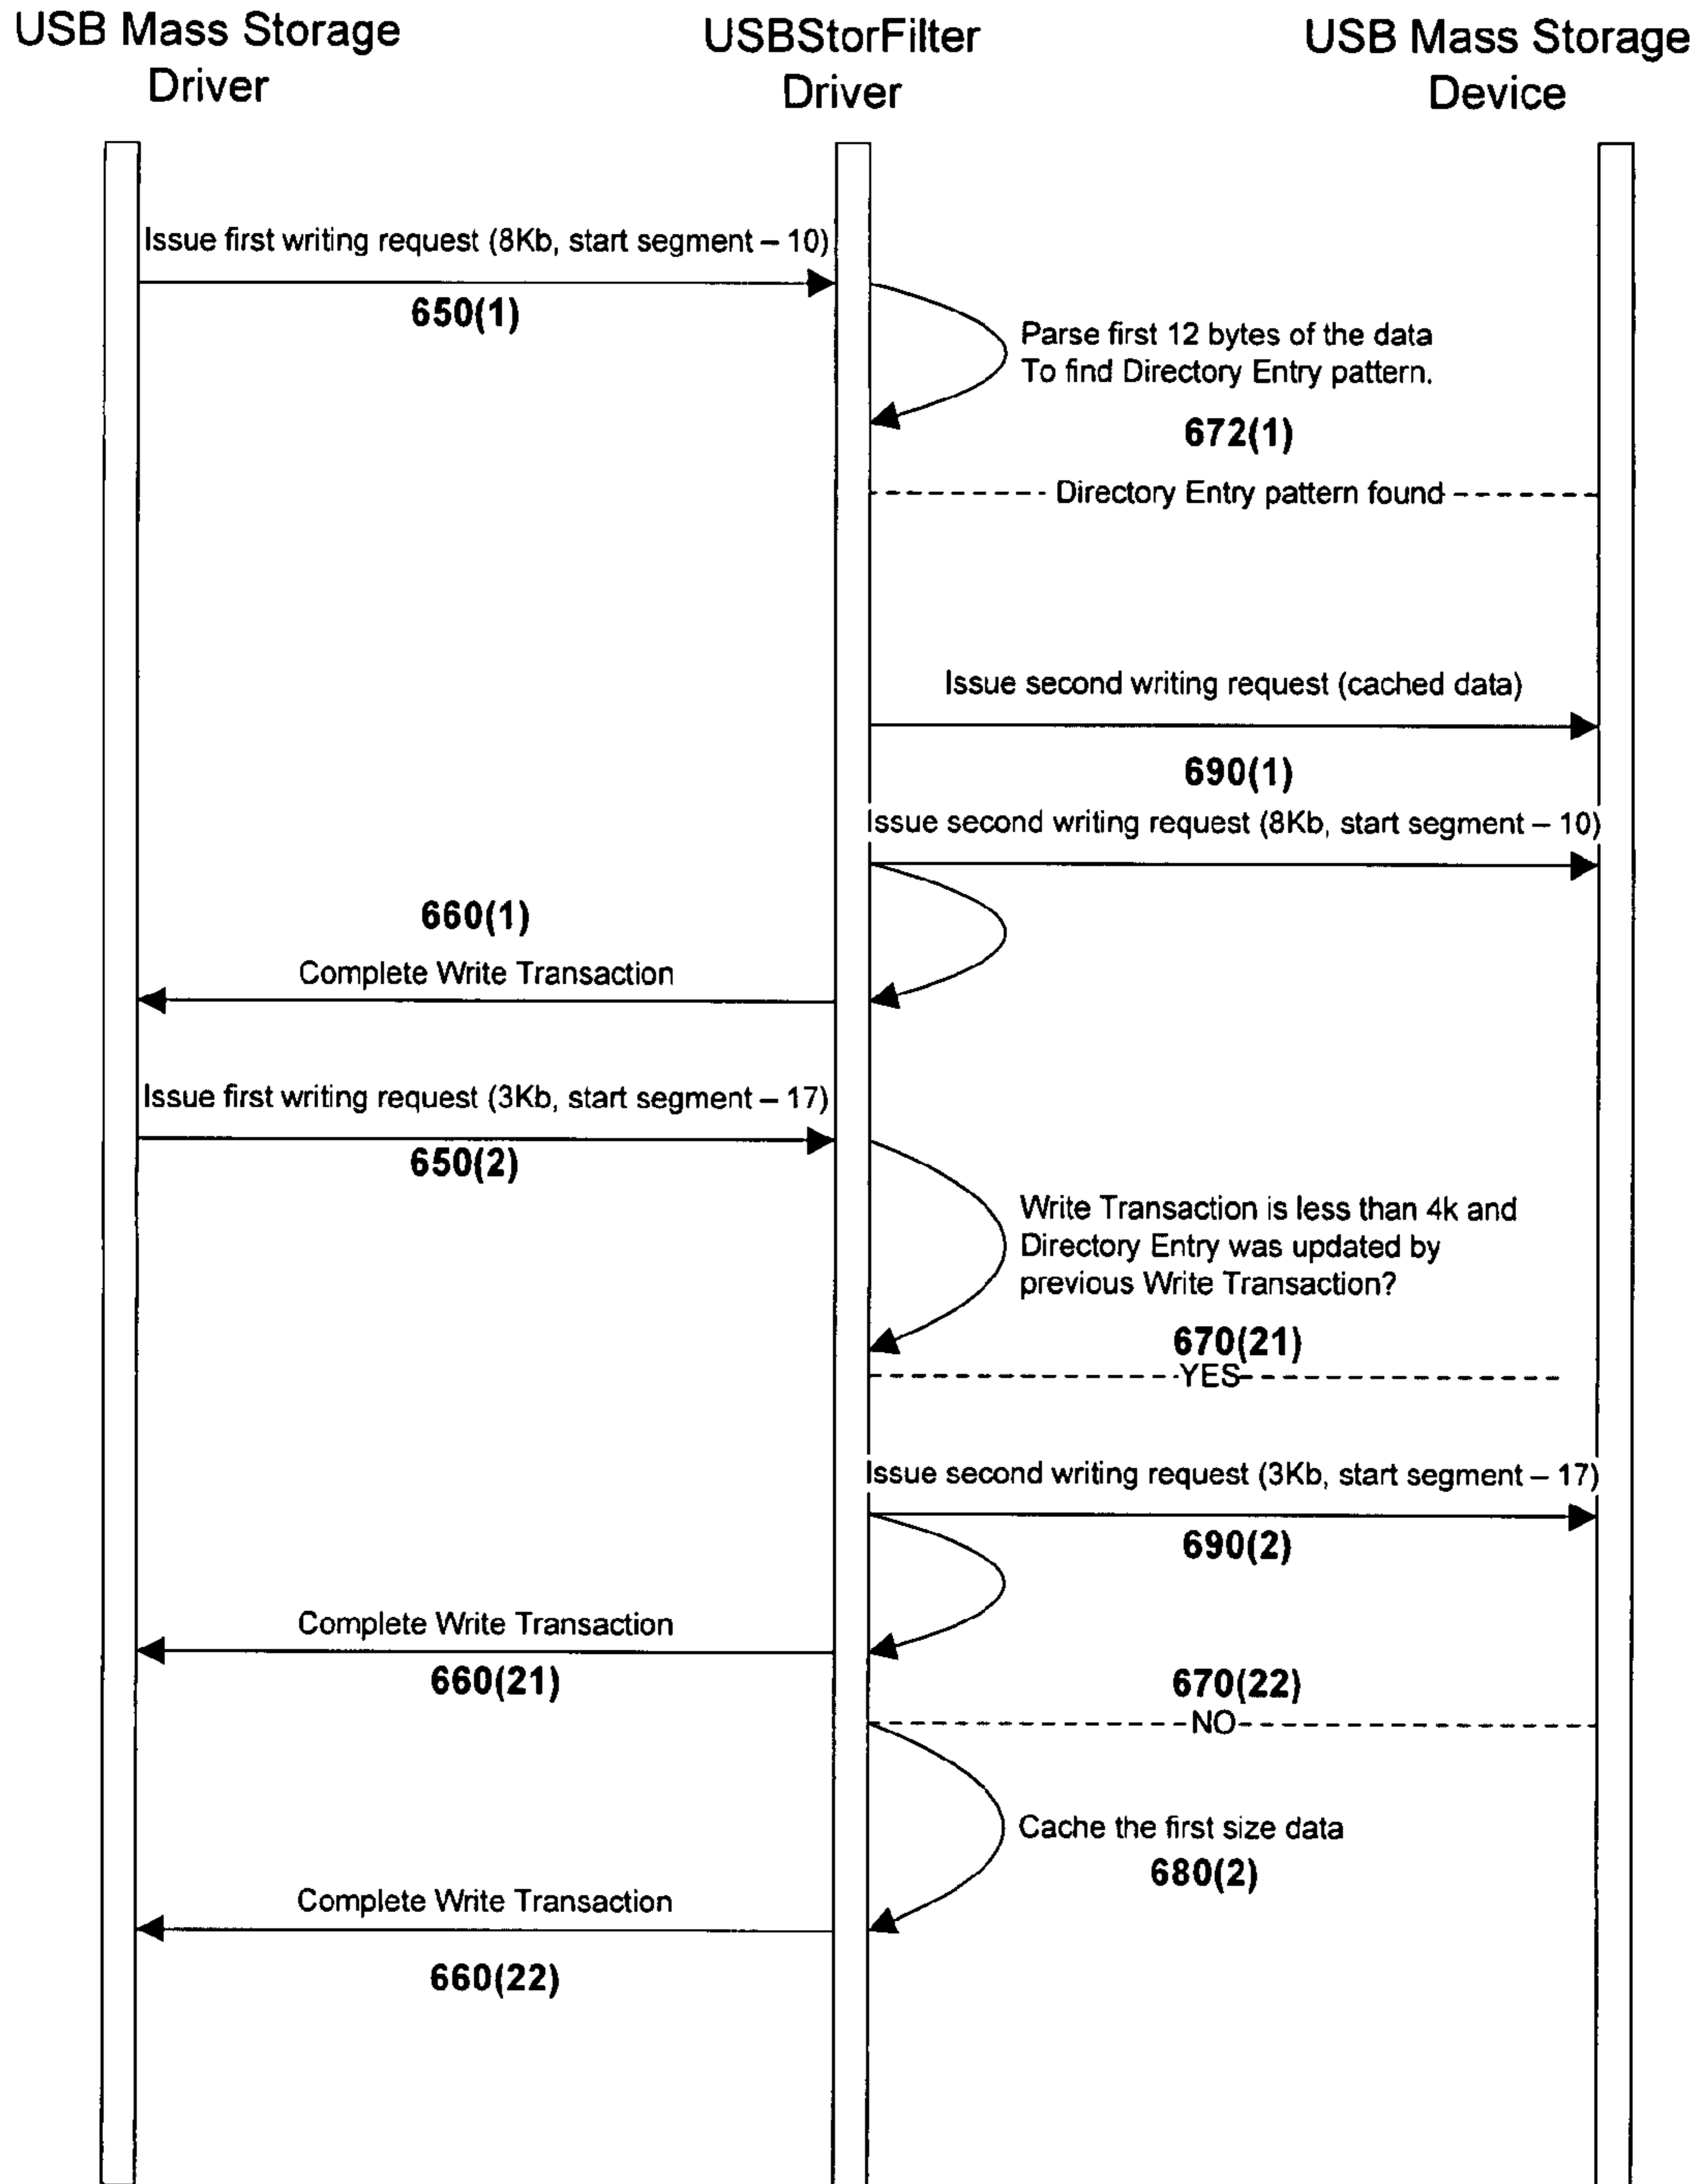 USB Mass Storage
Driver
USBStorFilter
Driver
USB Mass Storage
Device
Issue first writing request (8Kb, start segment – 10)
650(1)
Parse first 12 bytes of the data
To find Directory Entry pattern.
672(1)
Directory Entry pattern found
Issue second writing request (cached data)
690(1)
Issue second writing request (8Kb, start segment – 10)
660(1)
Complete Write Transaction
Issue first writing request (3Kb, start segment – 17)
650(2)
Write Transaction is less than 4k and
Directory Entry was updated by
previous Write Transaction?
670(21)
YES
Issue second writing request (3Kb, start segment – 17)
690(2)
Complete Write Transaction
660(21)
670(22)
NO
Cache the first size data
680(2)
Complete Write Transaction
660(22)